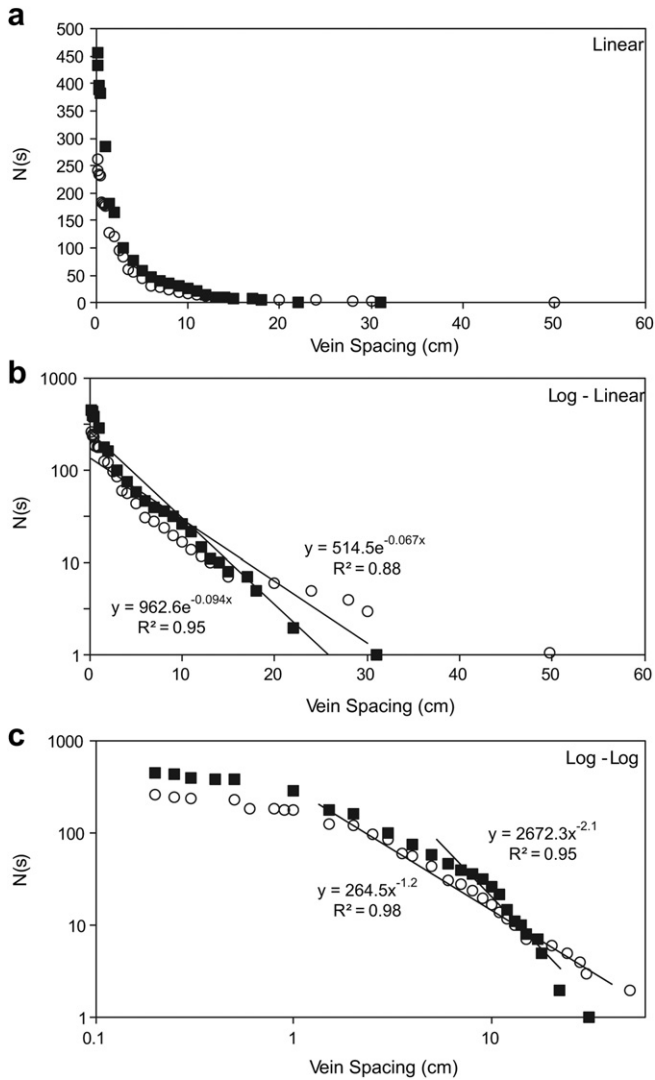 a
Linear
500
450
400
350
300
250
200
150
100
50
0
N(s)
0 10 20 30 40 50 60
Vein Spacing (cm)
b
Log - Linear
1000
100
10
1
N(s)
y = 514.5e^-0.067x
R² = 0.88
y = 962.6e^-0.094x
R² = 0.95
0 10 20 30 40 50 60
Vein Spacing (cm)
c
Log -Log
1000
100
10
1
N(s)
y = 2672.3x^-2.1
R² = 0.95
y = 264.5x^-1.2
R² = 0.98
0.1 1 10
Vein Spacing (cm)